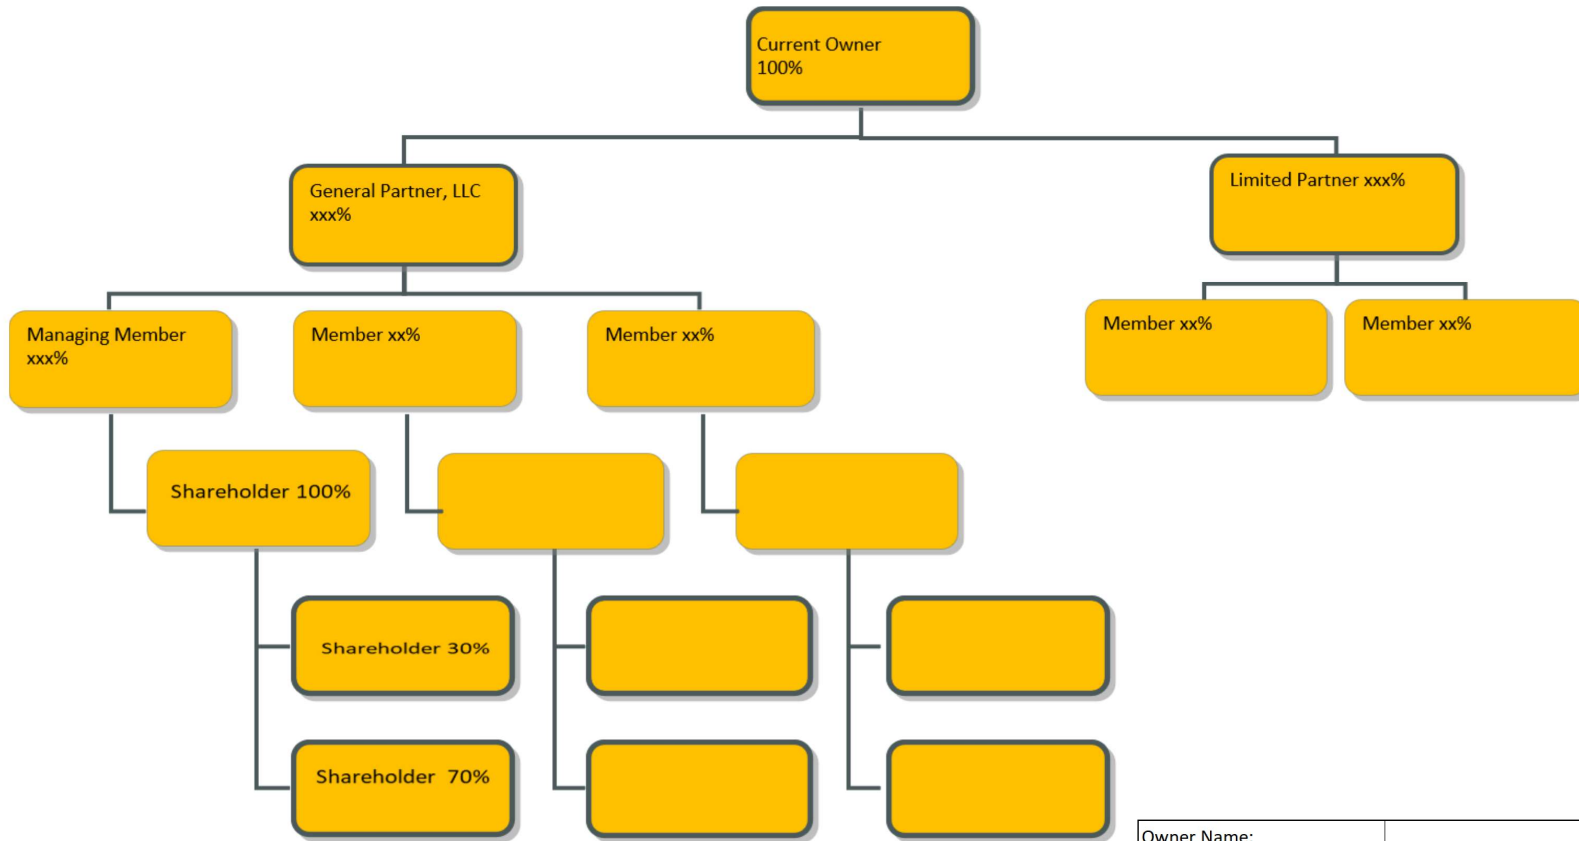 Current Owner
100%
General Partner, LLC
xxx%
Limited Partner xxx%
Managing Member
xxx%
Member xx%
Member xx%
Member xx%
Member xx%
Shareholder 100%
Shareholder 30%
Shareholder  70%
Owner Name: